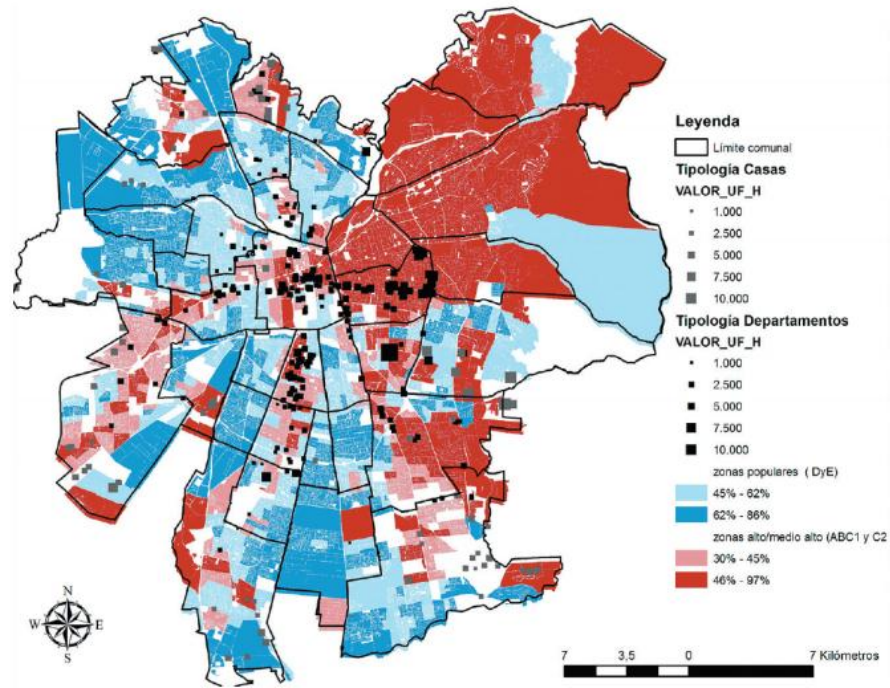 Leyenda
Límite comunal
Tipología Casas
VALOR_UF_H
1.000
2.500
5.000
7.500
10.000
Tipología Departamentos
VALOR_UF_H
1.000
2.500
5.000
7.500
10.000
zonas populares ( DyE)
45% - 62%
62% - 86%
zonas alto/medio alto (ABC1 y C2
30% - 45%
46% - 97%
N
W E
S
7 3,5 0 7 Kilómetros